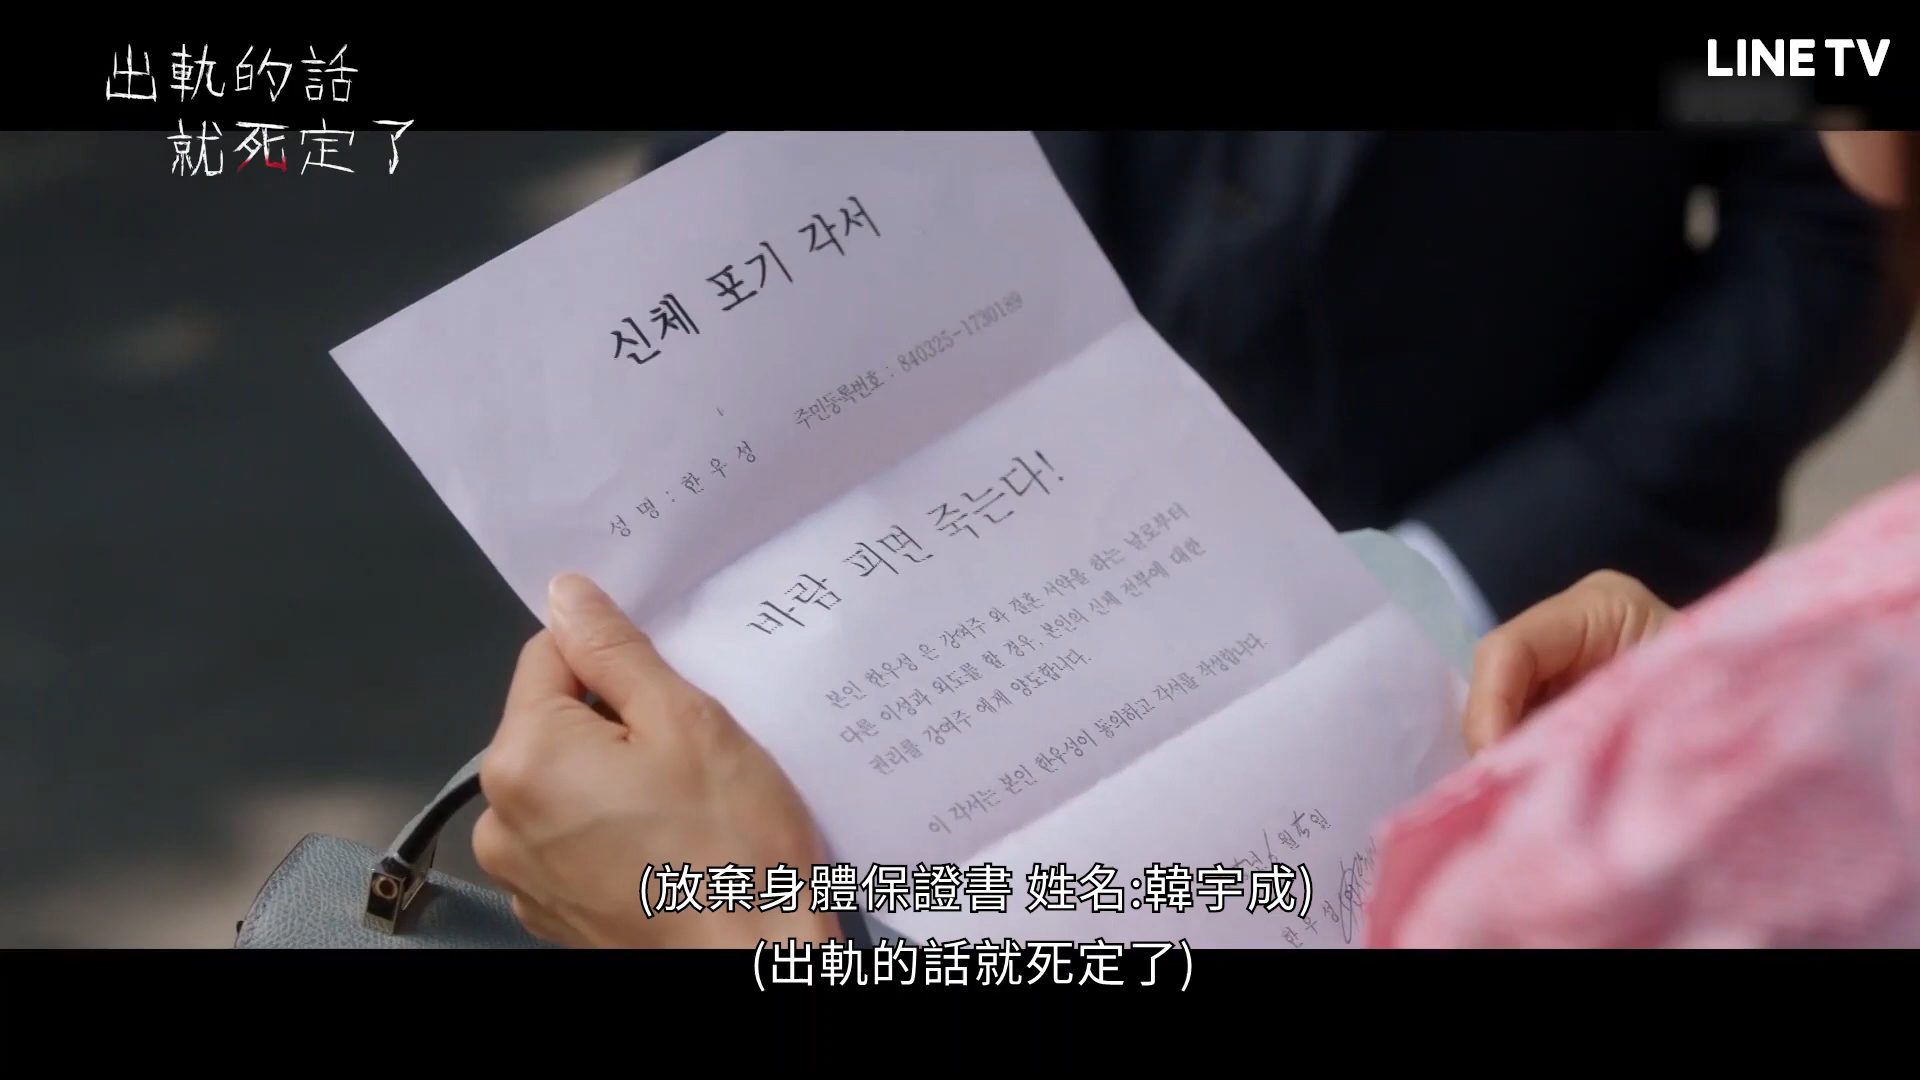 出軌的話
就死定了
LINE TV
신체 포기 각서
성 명 : 한 우 성 주민등록번호 : 840325-1730189
바람 피면 죽는다!
본인 한우성 은 강여주 와 결혼 서약을 하는 날로부터
다른 이성과 외도를 할 경우, 본인의 신체 전부에 대한
권리를 강여주 에게 양도합니다.
이 각서는 본인 한우성이 동의하고 각서를 작성합니다.
월 5 일
한 우 성
(放棄身體保證書 姓名:韓宇成)
(出軌的話就死定了)